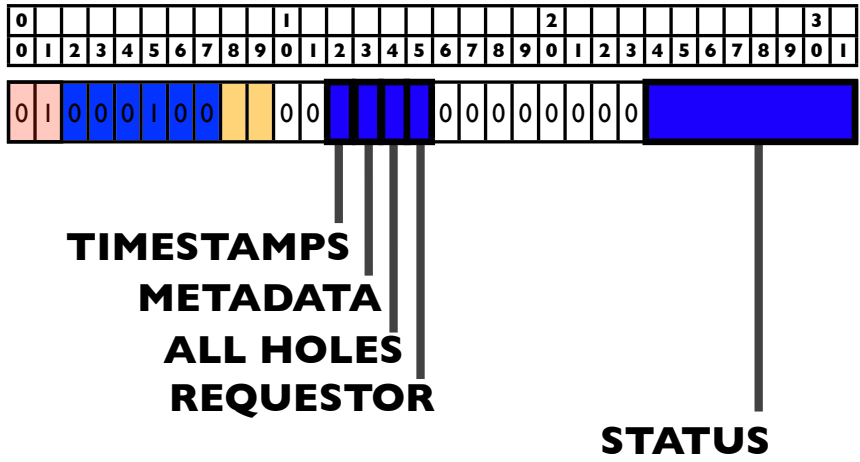 0 1 2 3
0 1 2 3 4 5 6 7 8 9 0 1 2 3 4 5 6 7 8 9 0 1 2 3 4 5 6 7 8 9 0 1
0 1 0 0 0 1 0 0 0 0 0 0 0 0 0 0 0 0
TIMESTAMPS
METADATA
ALL HOLES
REQUESTOR
STATUS